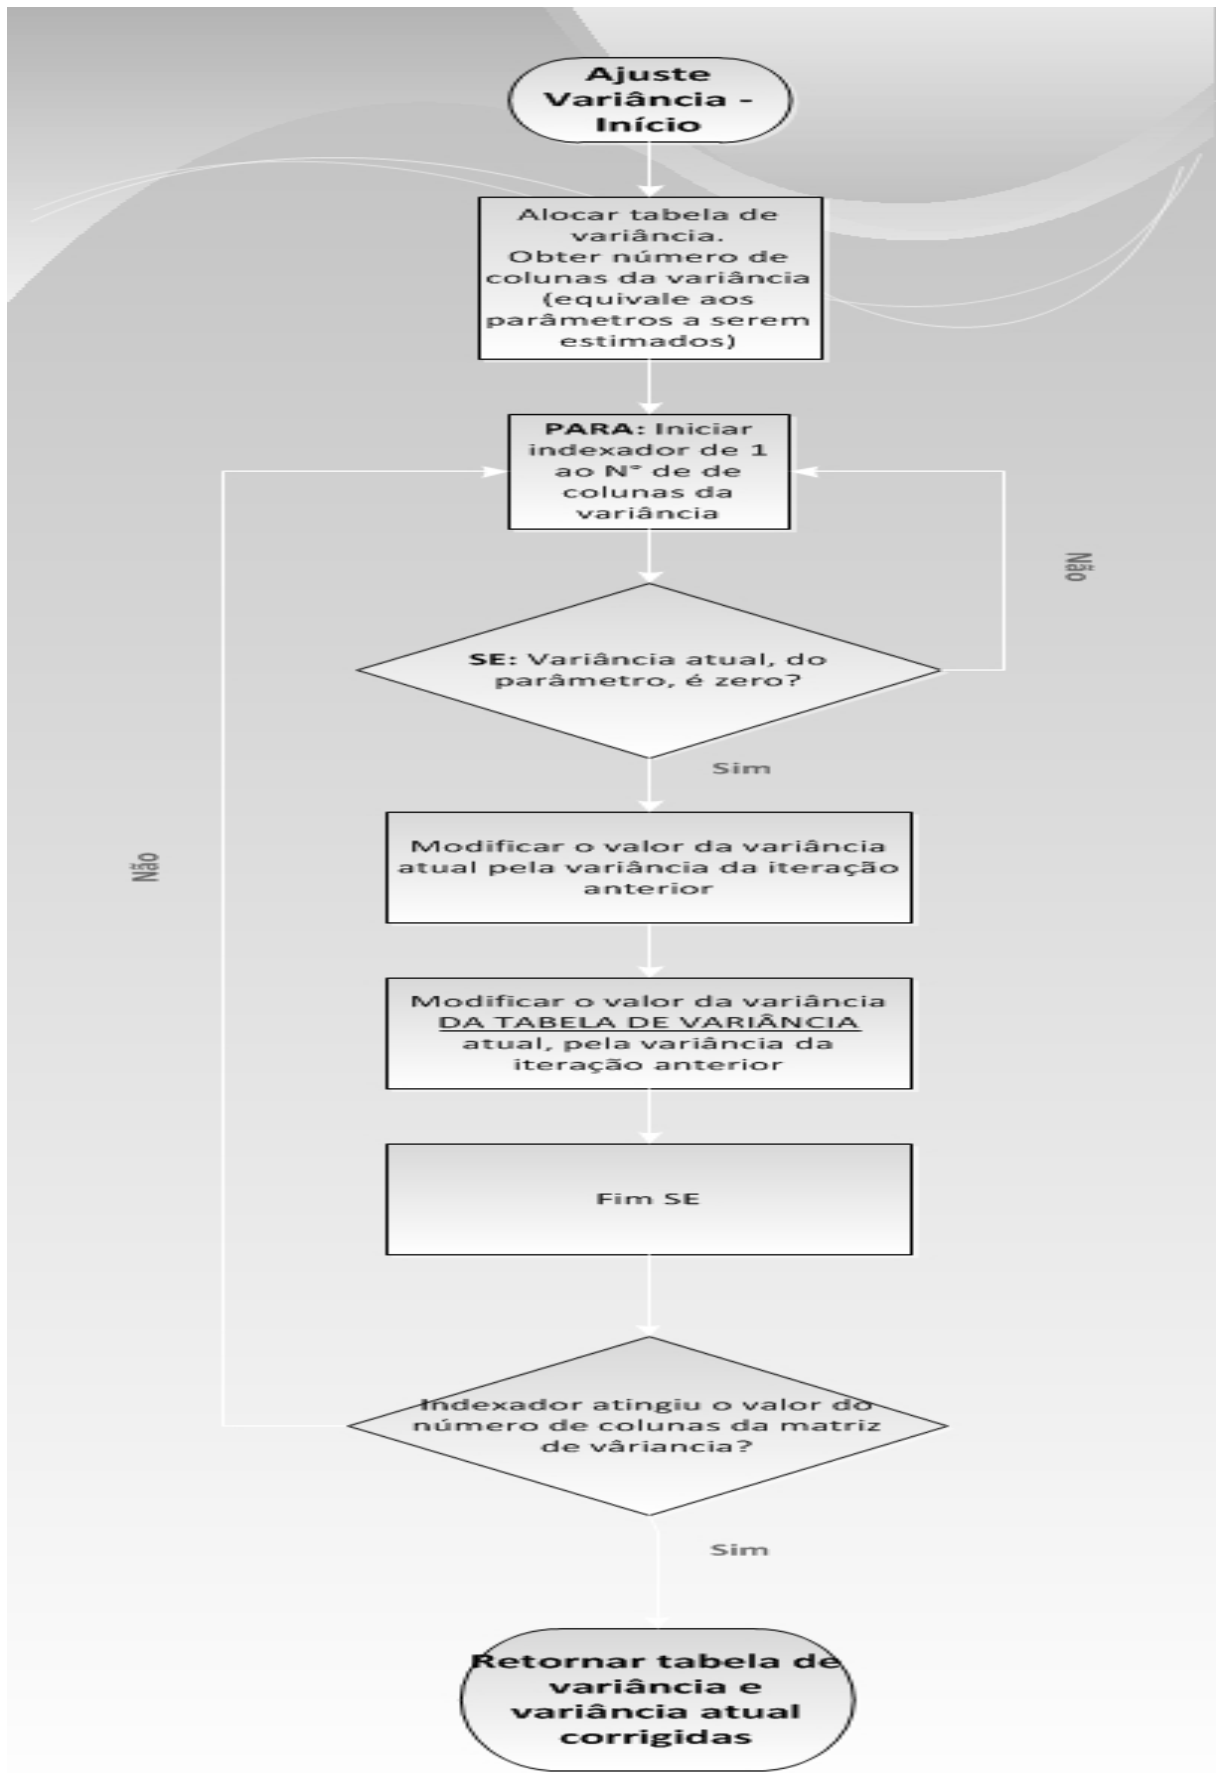 Ajuste
Variância -
Início
Alocar tabela de
variância.
Obter número de
colunas da variância
(equivale aos
parâmetros a serem
estimados)
PARA: Iniciar
indexador de 1
ao N° de de
colunas da
variância
Não
SE: Variância atual, do
parâmetro, é zero?
Sim
Modificar o valor da variância
atual pela variância da iteração
anterior
Não
Modificar o valor da variância
DA TABELA DE VARIÂNCIA
atual, pela variância da
iteração anterior
Fim SE
Indexador atingiu o valor do
número de colunas da matriz
de vâriancia?
Sim
Retornar tabela de
variância e
variância atual
corrigidas